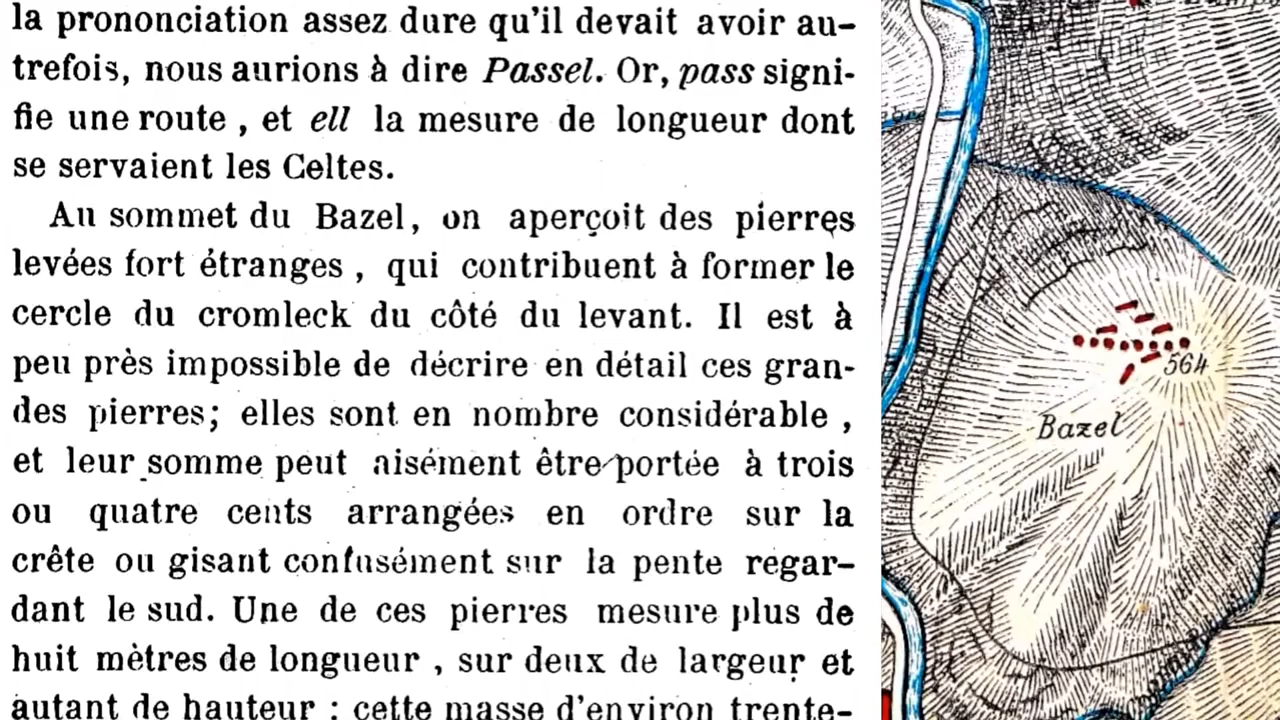 la prononciation assez dure qu'il devait avoir au-
trefois, nous aurions à dire Passel. Or, pass signi-
fie une route, et ell la mesure de longueur dont
se servaient les Celtes.
Au sommet du Bazel, on aperçoit des pierres
levées fort étranges, qui contribuent à former le
cercle du cromleck du côté du levant. Il est à
peu près impossible de décrire en détail ces gran-
des pierres; elles sont en nombre considérable,
et leur somme peut aisément être portée à trois
ou quatre cents arrangées en ordre sur la
crête ou gisant confusément sur la pente regar-
dant le sud. Une de ces pierres mesure plus de
huit mètres de longueur, sur deux de largeur et
autant de hauteur : cette masse d'environ trente-
564
Bazel